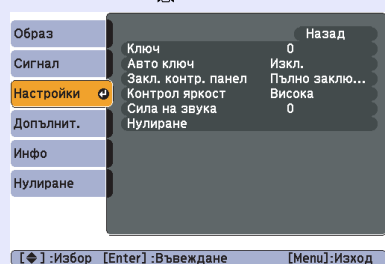 Образ
Сигнал
Настройки
Допълнит.
Инфо
Нулиране
Назад
Ключ 0
Авто ключ Изкл.
Закл. контр. панел Пълно заклю...
Контрол яркост Висока
Сила на звука 0
Нулиране
[◆] :Избор [Enter] :Въвеждане [Menu]:Изход